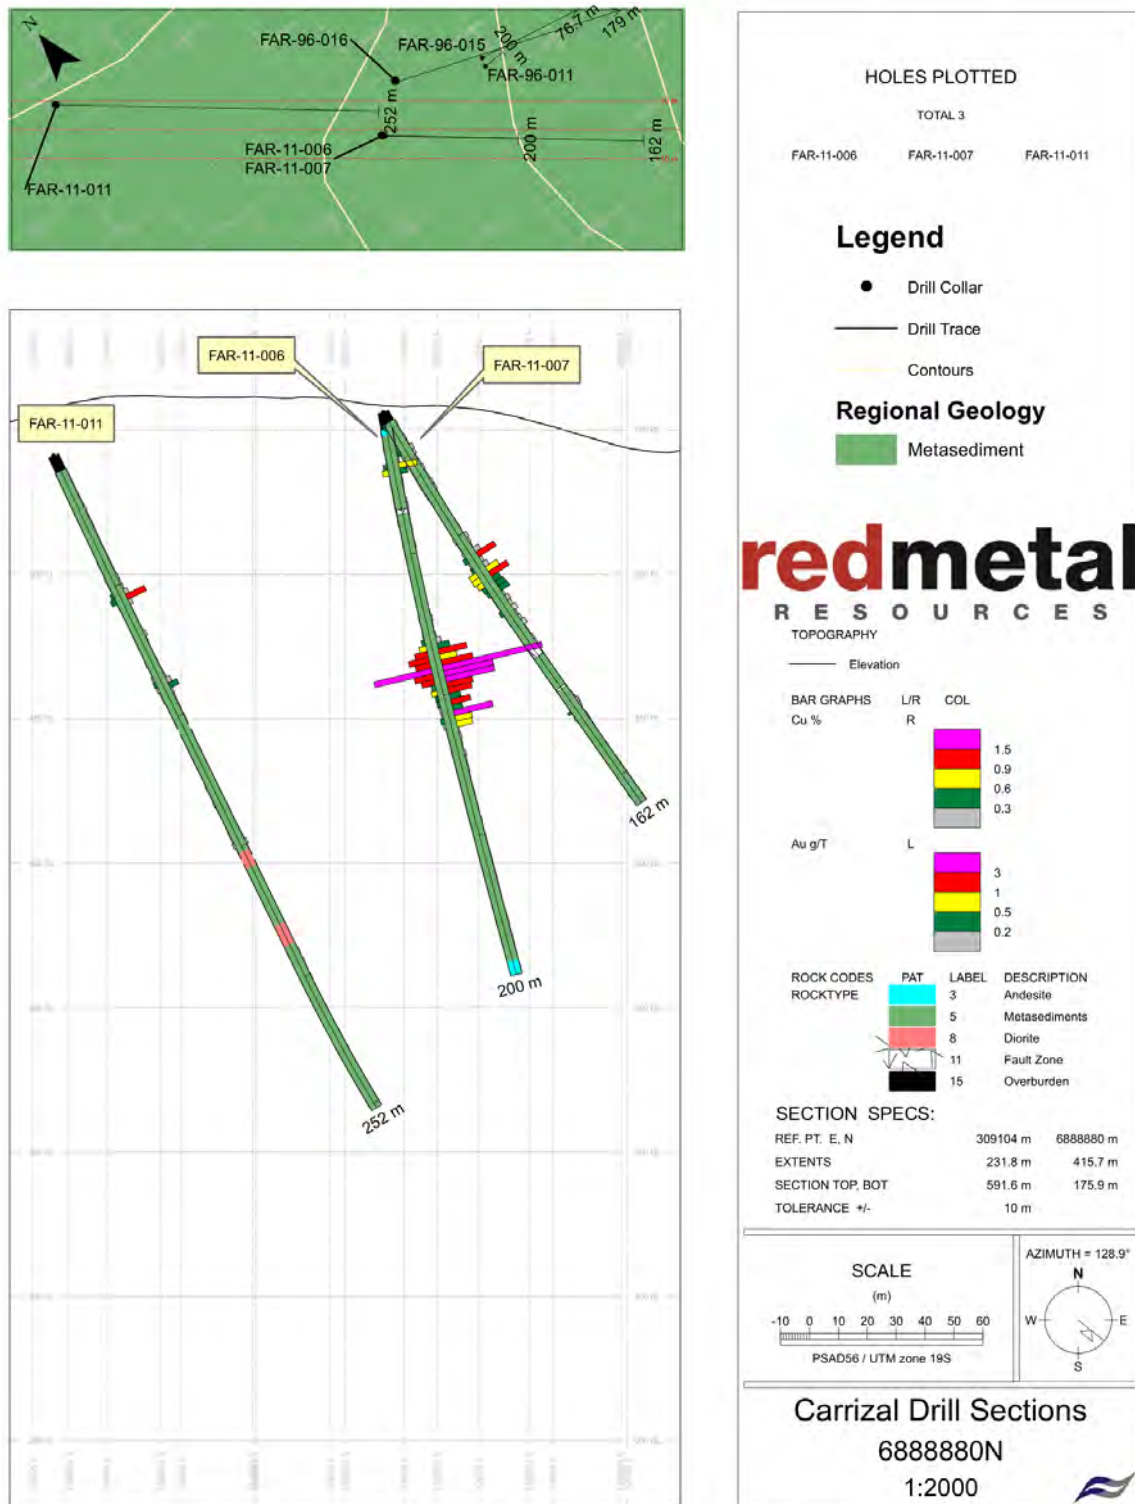 N
FAR-96-016
FAR-96-015
FAR-96-011
200 m
76.7 m
179 m
252 m
FAR-11-006
FAR-11-007
200 m
162 m
FAR-11-011
FAR-11-006
FAR-11-007
FAR-11-011
162 m
200 m
252 m
HOLES PLOTTED
TOTAL 3
FAR-11-006 FAR-11-007 FAR-11-011
Legend
Drill Collar
Drill Trace
Contours
Regional Geology
Metasediment
redmetal
RESOURCES
TOPOGRAPHY
Elevation
BAR GRAPHS L/R COL
Cu % R
1.5
0.9
0.6
0.3
Au g/T L
3
1
0.5
0.2
ROCK CODES PAT LABEL DESCRIPTION
ROCKTYPE 3 Andesite
5 Metasediments
8 Diorite
11 Fault Zone
15 Overburden
SECTION SPECS:
REF. PT. E, N 309104 m 6888880 m
EXTENTS 231.8 m 415.7 m
SECTION TOP, BOT 591.6 m 175.9 m
TOLERANCE +/- 10 m
SCALE
(m)
-10 0 10 20 30 40 50 60
PSAD56 / UTM zone 19S
AZIMUTH = 128.9°
N
W E
S
Carrizal Drill Sections
6888880N
1:2000